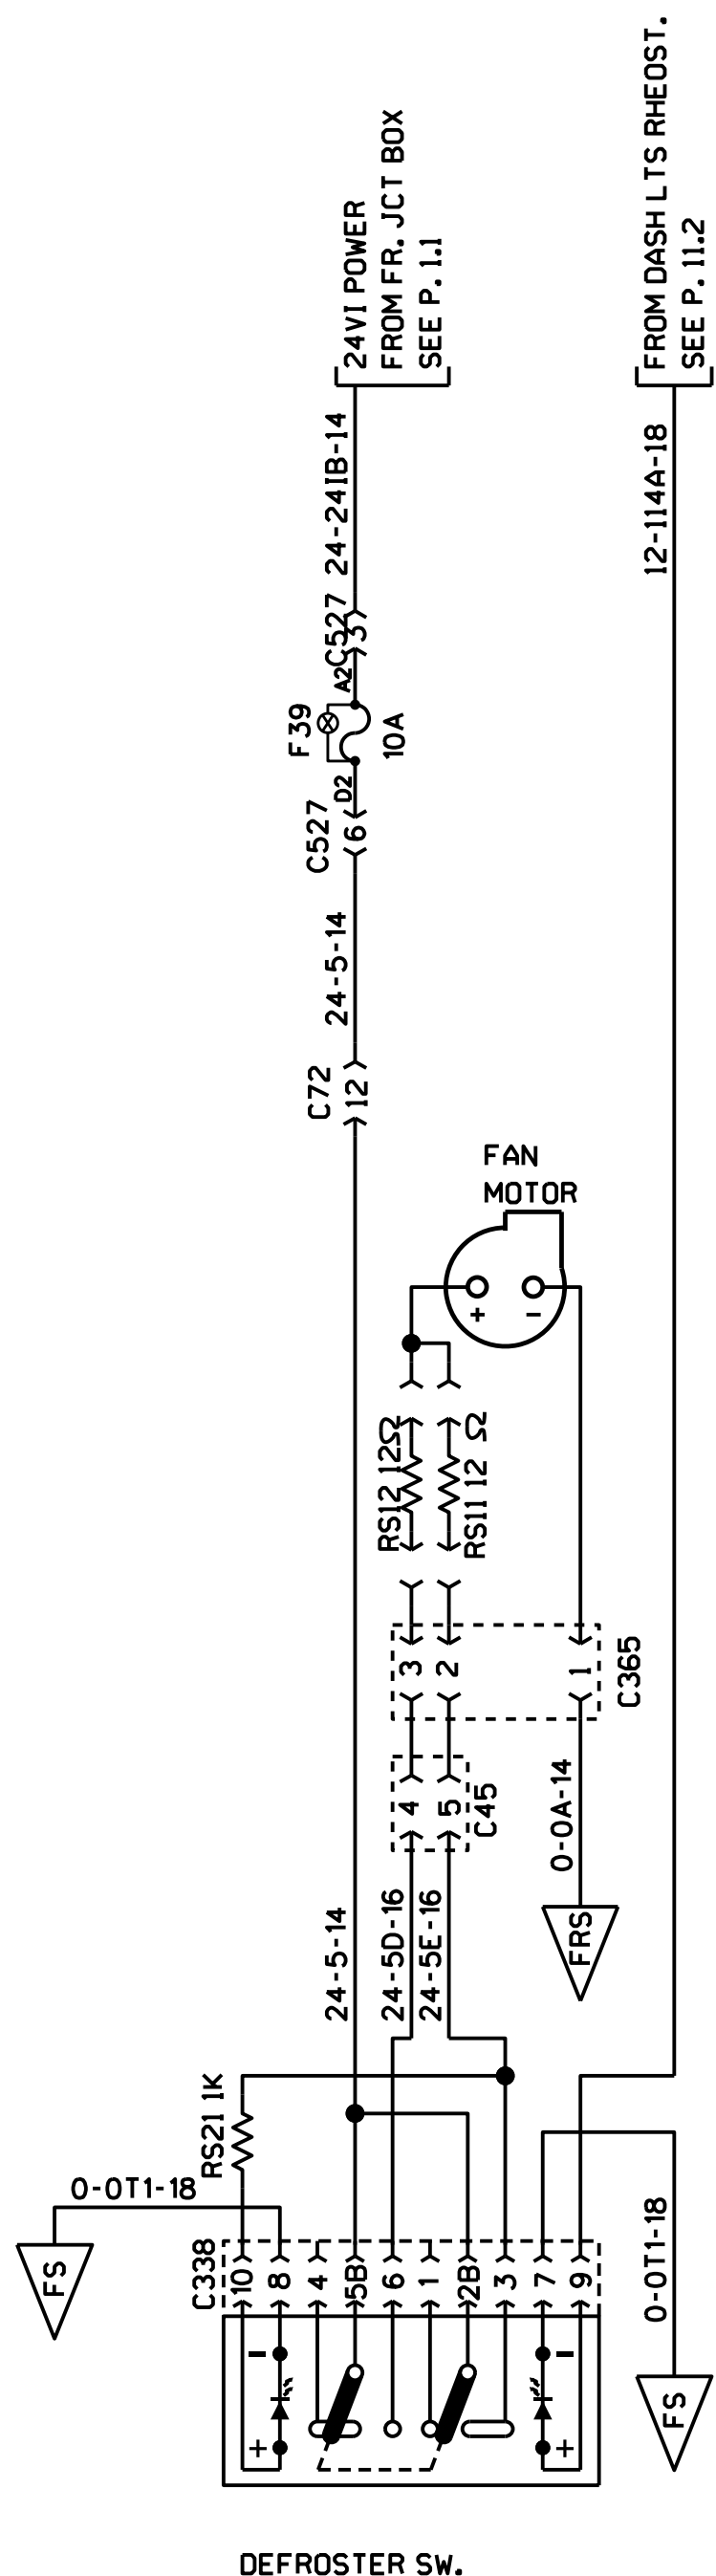 24VI POWER
FROM FR. JCT BOX
SEE P. 1.1
FROM DASH LTS RHEOST.
SEE P. 11.2
24-24IB-14
12-114A-18
C527
3
A2
F39
10A
D2
C527
6
24-5-14
C72
12
FAN
MOTOR
+
-
RS12 12Ω
RS11 12 Ω
3
2
1
C365
4
5
C45
0-0A-14
FRS
24-5-14
24-5D-16
24-5E-16
RS21 1K
0-0T1-18
FS
0-0T1-18
FS
C338
10
8
4
5B
6
1
2B
3
7
9
-
-
+
+
DEFROSTER SW.